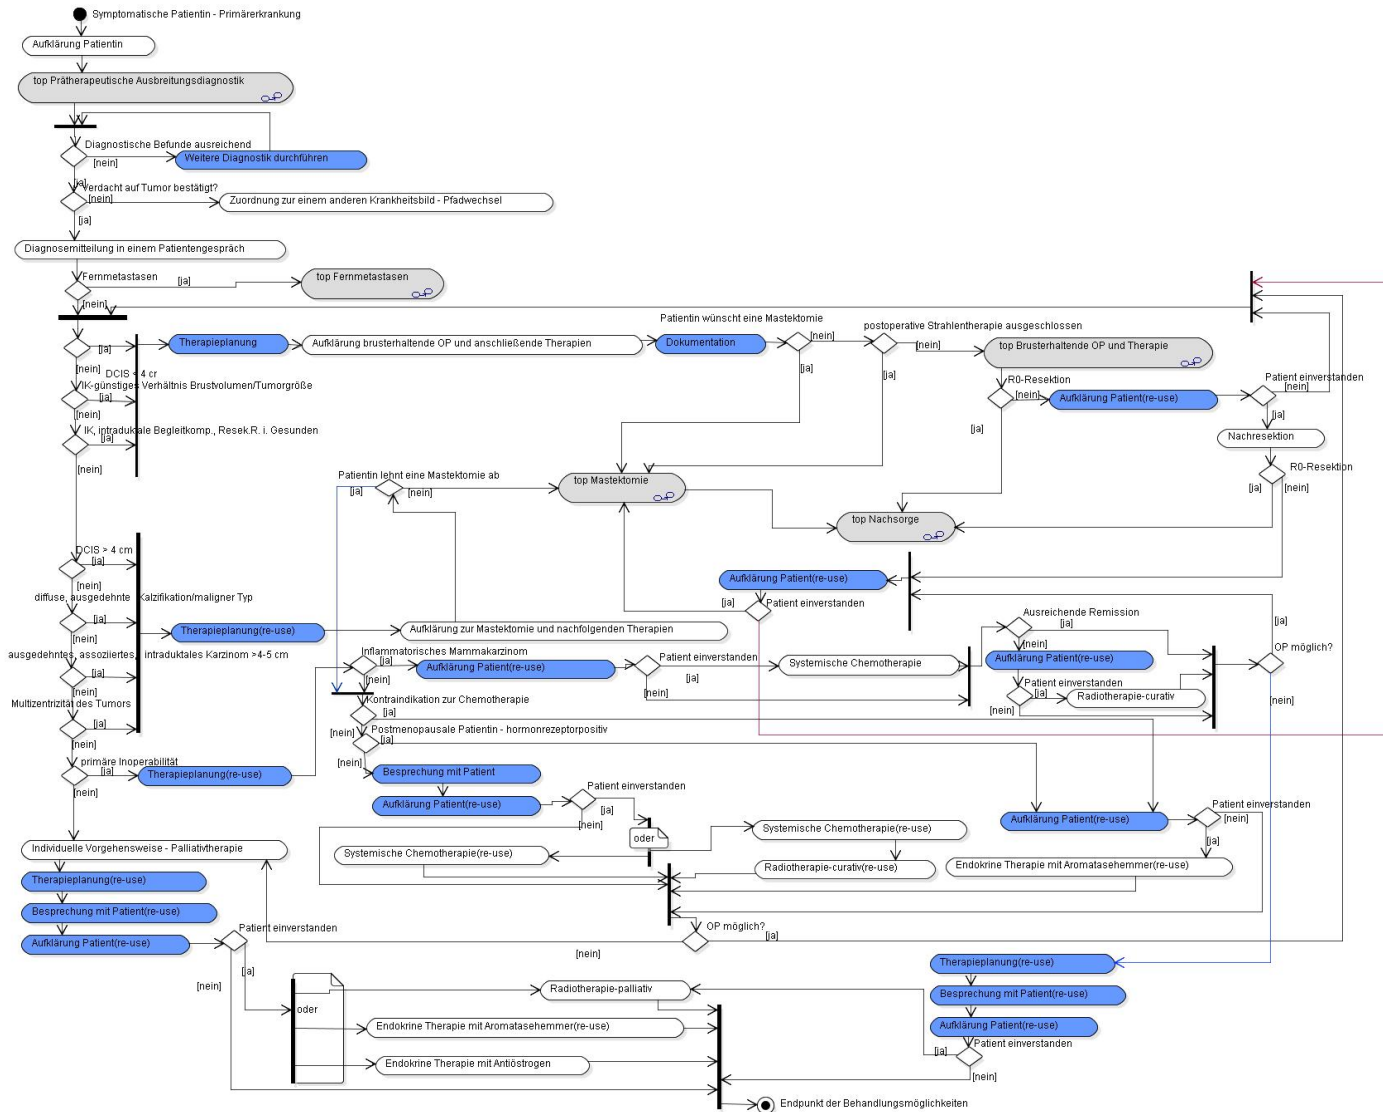 Symptomatische Patientin - Primärerkrankung
Aufklärung Patientin
top Prätherapeutische Ausbreitungsdiagnostik
Diagnostische Befunde ausreichend
[nein]
Weitere Diagnostik durchführen
[ja]
Verdacht auf Tumor bestätigt?
[nein]
Zuordnung zur einem anderen Krankheitsbild - Pfadwechsel
[ja]
Diagnosemitteilung in einem Patientengespräch
Fernmetastasen
[ja]
top Fernmetastasen
[nein]
Patientin wünscht eine Mastektomie
[nein]
postoperative Strahlentherapie ausgeschlossen
[ja]
Therapieplanung
Aufklärung brusterhaltende OP und anschließende Therapien
Dokumentation
[nein]
top Brusterhaltende OP und Therapie
[nein]
[ja]
[ja]
DCIS < 4 cr
IK-günstiges Verhältnis Brustvolumen/Tumorgröße
[ja]
[nein]
R0-Resektion
[nein]
Aufklärung Patient(re-use)
Patient einverstanden
[nein]
[ja]
IK, intraduktale Begleitkomp., Resek.R. i. Gesunden
[ja]
[nein]
[ja]
Nachresektion
R0-Resektion
[ja]
[nein]
Patientin lehnt eine Mastektomie ab
[ja]
[nein]
top Mastektomie
top Nachsorge
DCIS > 4 cm
[ja]
[nein]
diffuse, ausgedehnte Kalzifikation/maligner Typ
[ja]
[nein]
Therapieplanung(re-use)
Aufklärung zur Mastektomie und nachfolgenden Therapien
Aufklärung Patient(re-use)
[ja]
Patient einverstanden
Ausreichende Remission
[ja]
[nein]
[ja]
ausgedehntes, assoziiertes, intraduktales Karzinom >4-5 cm
[ja]
[nein]
Inflammatorisches Mammakarzinom
[ja]
[nein]
Aufklärung Patient(re-use)
Patient einverstanden
[ja]
[nein]
Systemische Chemotherapie
Aufklärung Patient(re-use)
Patient einverstanden
[ja]
[nein]
Radiotherapie-curativ
OP möglich?
[nein]
Multizentrizität des Tumors
[ja]
[nein]
Kontraindikation zur Chemotherapie
[ja]
[nein]
Postmenopausale Patientin - hormonrezeptorpositiv
[ja]
[nein]
primäre Inoperabilität
[ja]
[nein]
Therapieplanung(re-use)
Besprechung mit Patient
Aufklärung Patient(re-use)
Patient einverstanden
[ja]
[nein]
oder
Systemische Chemotherapie(re-use)
Systemische Chemotherapie(re-use)
Radiotherapie-curativ(re-use)
Aufklärung Patient(re-use)
Patient einverstanden
[nein]
[ja]
Endokrine Therapie mit Aromatasehemmer(re-use)
Individuelle Vorgehensweise - Palliativtherapie
Therapieplanung(re-use)
Besprechung mit Patient(re-use)
Aufklärung Patient(re-use)
Patient einverstanden
[ja]
[nein]
OP möglich?
[ja]
[nein]
oder
Radiotherapie-palliativ
Endokrine Therapie mit Aromatasehemmer(re-use)
Endokrine Therapie mit Antiöstrogen
Therapieplanung(re-use)
Besprechung mit Patient(re-use)
Aufklärung Patient(re-use)
Patient einverstanden
[ja]
[nein]
Endpunkt der Behandlungsmöglichkeiten